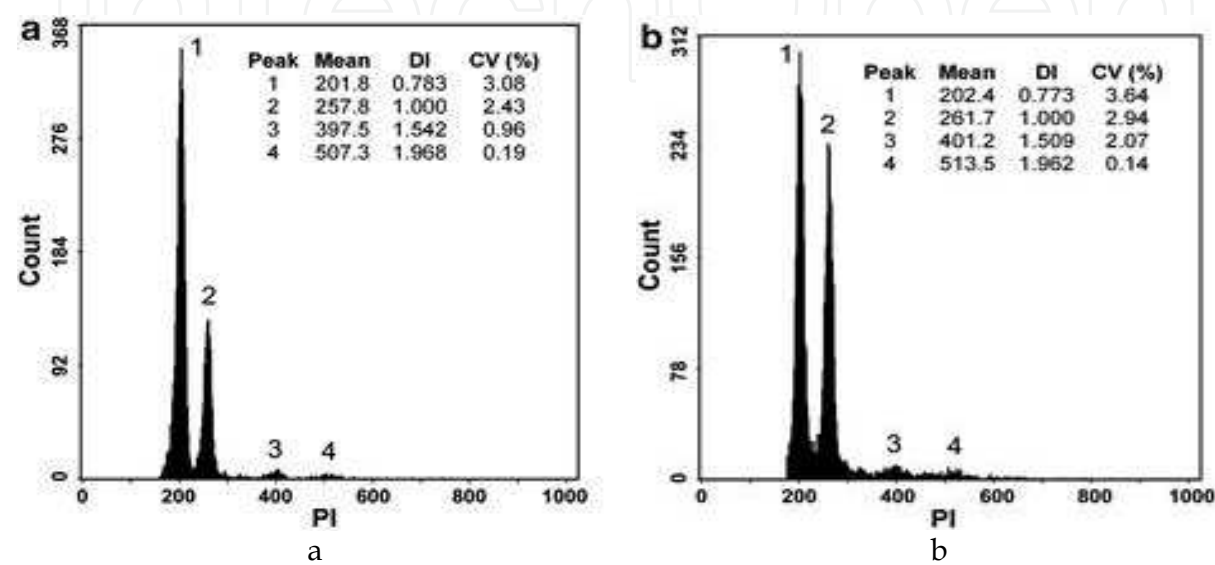 a
368
276
184
92
0
Count
1
2
3
4
Peak Mean DI CV (%)
1 201.8 0.783 3.08
2 257.8 1.000 2.43
3 397.5 1.542 0.96
4 507.3 1.968 0.19
0 200 400 600 800 1000
PI
a
b
312
234
156
78
0
Count
1
2
3
4
Peak Mean DI CV (%)
1 202.4 0.773 3.64
2 261.7 1.000 2.94
3 401.2 1.509 2.07
4 513.5 1.962 0.14
0 200 400 600 800 1000
PI
b